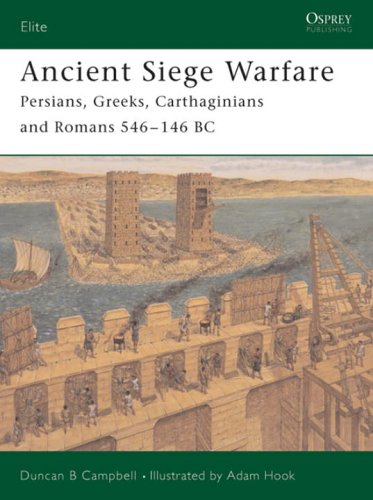 Elite
OSPREY
PUBLISHING
Ancient Siege Warfare
Persians, Greeks, Carthaginians
and Romans 546–146 BC
Duncan B Campbell • Illustrated by Adam Hook